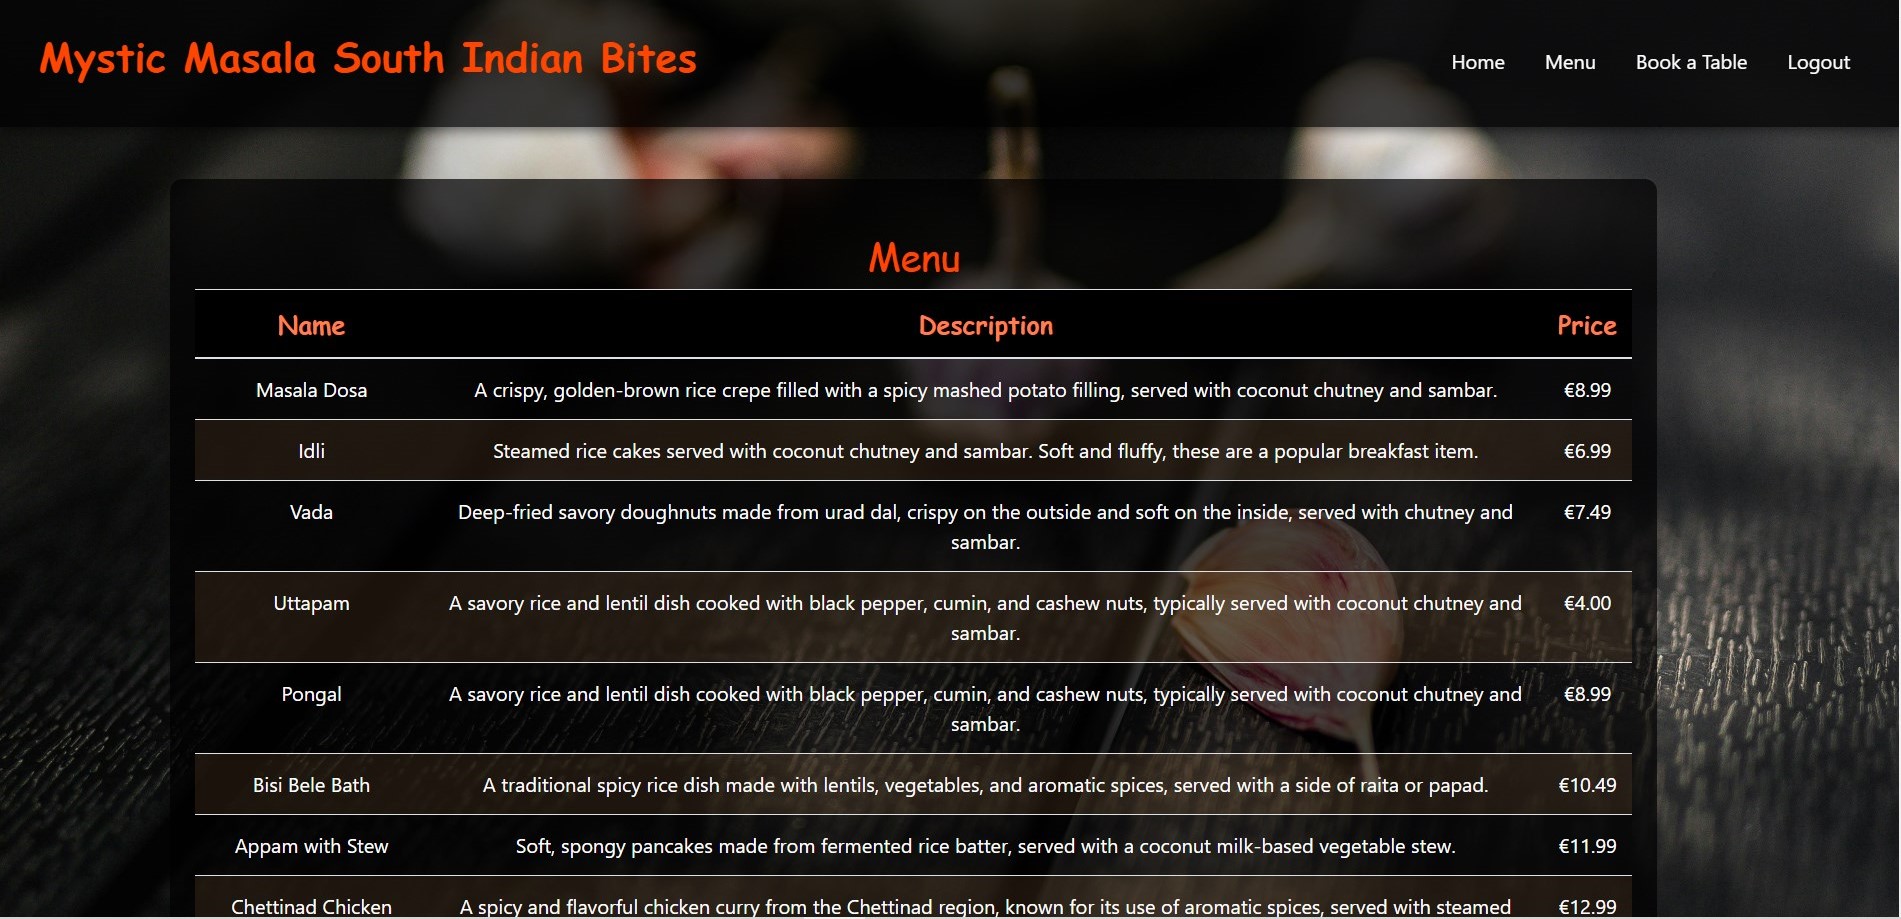 Mystic Masala South Indian Bites
Home Menu Book a Table Logout
Menu
Name Description Price
Masala Dosa A crispy, golden-brown rice crepe filled with a spicy mashed potato filling, served with coconut chutney and sambar. €8.99
Idli Steamed rice cakes served with coconut chutney and sambar. Soft and fluffy, these are a popular breakfast item. €6.99
Vada Deep-fried savory doughnuts made from urad dal, crispy on the outside and soft on the inside, served with chutney and €7.49
sambar.
Uttapam A savory rice and lentil dish cooked with black pepper, cumin, and cashew nuts, typically served with coconut chutney and €4.00
sambar.
Pongal A savory rice and lentil dish cooked with black pepper, cumin, and cashew nuts, typically served with coconut chutney and €8.99
sambar.
Bisi Bele Bath A traditional spicy rice dish made with lentils, vegetables, and aromatic spices, served with a side of raita or papad. €10.49
Appam with Stew Soft, spongy pancakes made from fermented rice batter, served with a coconut milk-based vegetable stew. €11.99
Chettinad Chicken A spicy and flavorful chicken curry from the Chettinad region, known for its use of aromatic spices, served with steamed €12.99